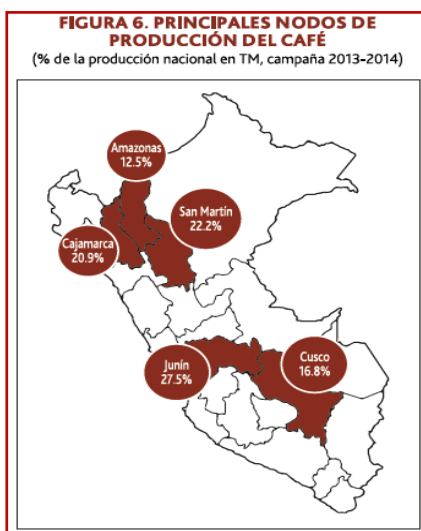 FIGURA 6. PRINCIPALES NODOS DE
PRODUCCIÓN DEL CAFÉ
(% de la producción nacional en TM, campaña 2013-2014)
Amazonas
12.5%
San Martín
22.2%
Cajamarca
20.9%
Junín
27.5%
Cusco
16.8%